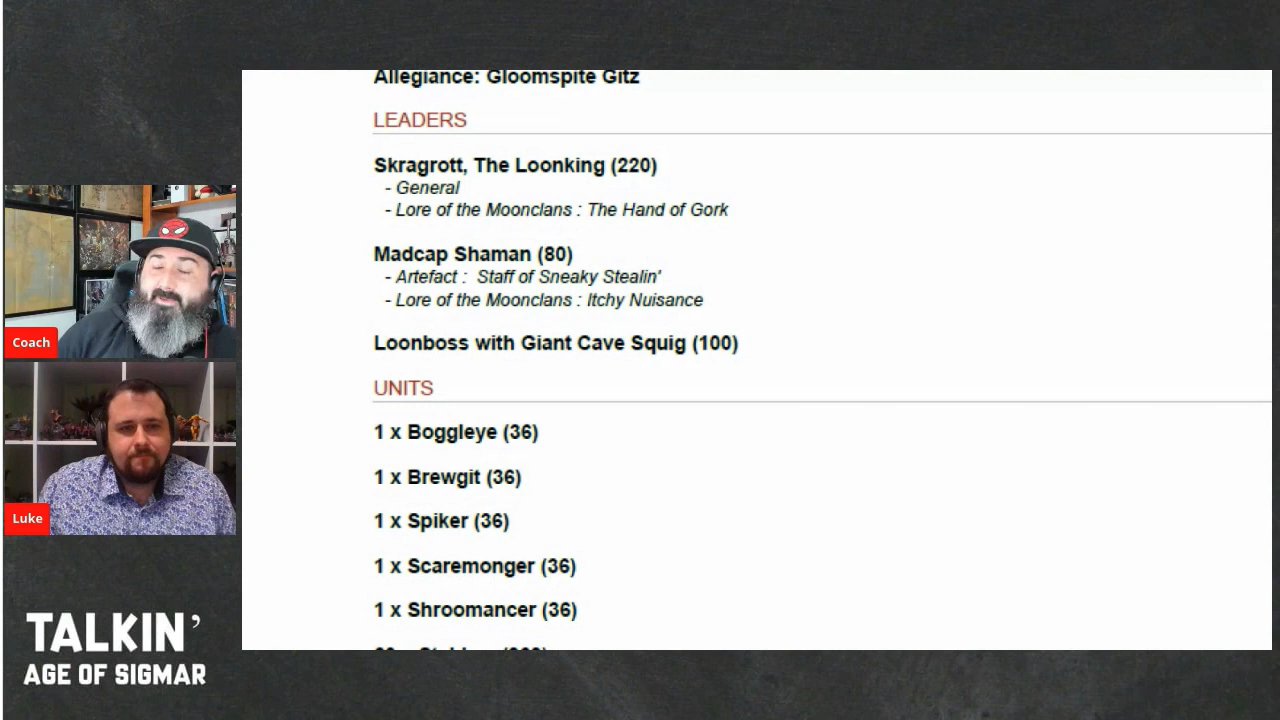 Allegiance: Gloomspite Gitz
LEADERS
Skragrott, The Loonking (220)
- General
- Lore of the Moonclans : The Hand of Gork
Madcap Shaman (80)
- Artefact : Staff of Sneaky Stealin'
- Lore of the Moonclans : Itchy Nuisance
Loonboss with Giant Cave Squig (100)
UNITS
1 x Boggleye (36)
1 x Brewgit (36)
1 x Spiker (36)
1 x Scaremonger (36)
1 x Shroomancer (36)
Coach
Luke
TALKIN'
AGE OF SIGMAR